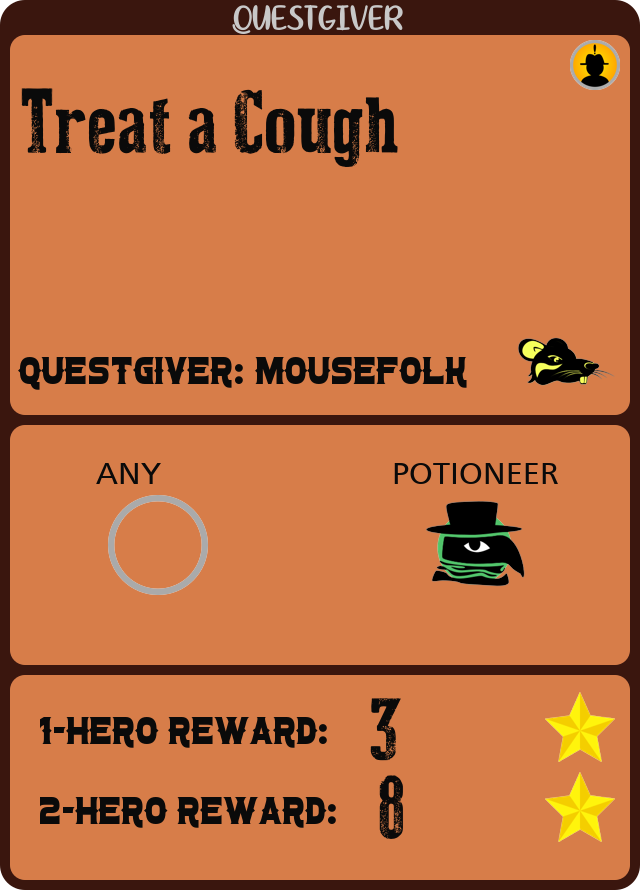 QUESTGIVER
Treat a Cough
QUESTGIVER: MOUSEFOLK
ANY
POTIONEER
1-HERO REWARD: 3
2-HERO REWARD: 8